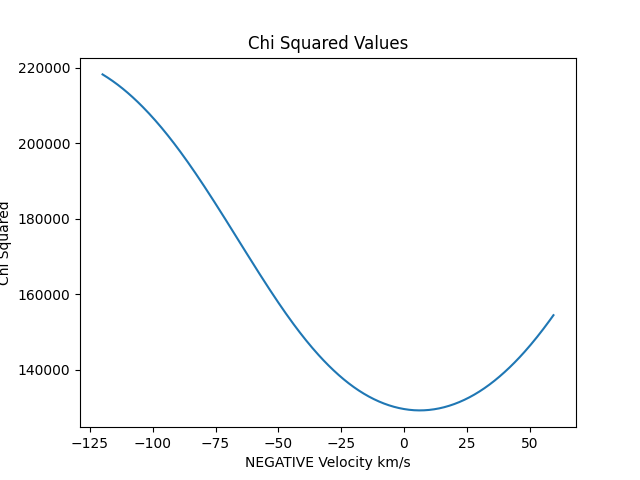 Chi Squared Values
220000
200000
180000
160000
140000
Chi Squared
−125 −100 −75 −50 −25 0 25 50
NEGATIVE Velocity km/s